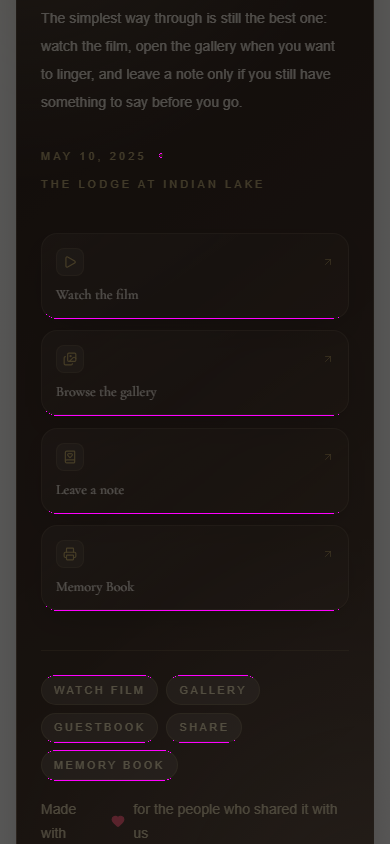 The simplest way through is still the best one:
watch the film, open the gallery when you want
to linger, and leave a note only if you still have
something to say before you go.
MAY 10, 2025
THE LODGE AT INDIAN LAKE
Watch the film
Browse the gallery
Leave a note
Memory Book
WATCH FILM GALLERY
GUESTBOOK SHARE
MEMORY BOOK
Made for the people who shared it with
with us